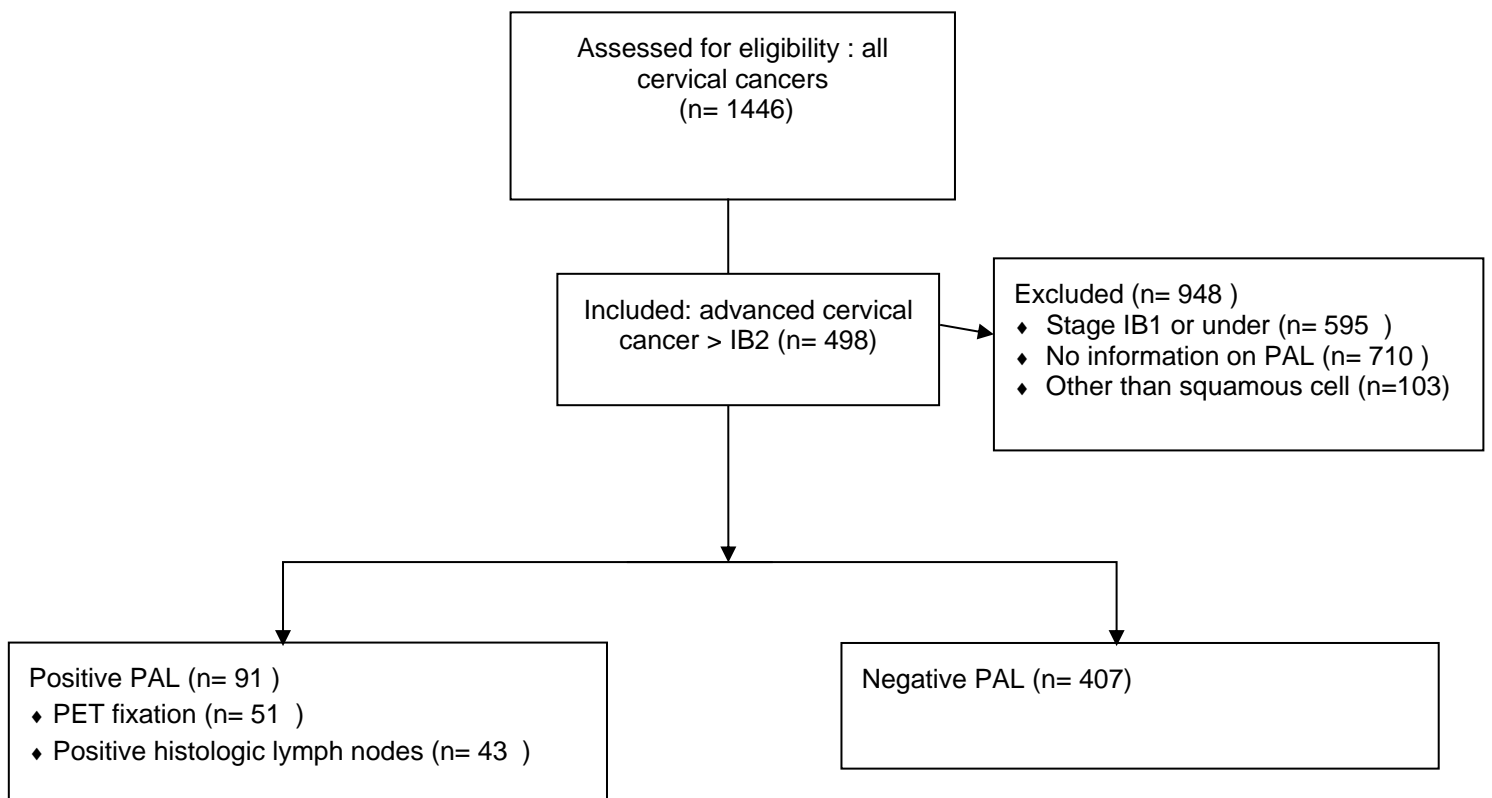 Assessed for eligibility : all
cervical cancers
(n= 1446)
Included: advanced cervical
cancer > IB2 (n= 498)
Excluded (n= 948 )
♦ Stage IB1 or under (n= 595 )
♦ No information on PAL (n= 710 )
♦ Other than squamous cell (n=103)
Positive PAL (n= 91 )
♦ PET fixation (n= 51 )
♦ Positive histologic lymph nodes (n= 43 )
Negative PAL (n= 407)